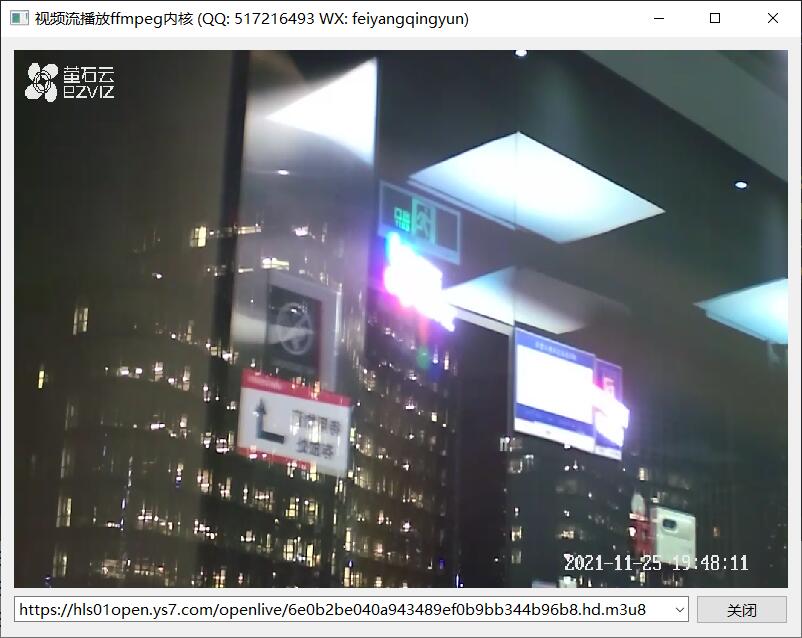 视频流播放ffmpeg内核 (QQ: 517216493 WX: feiyangqingyun)
萤石云
ezviz
2021-11-25 19:48:11
https://hls01open.ys7.com/openlive/6e0b2be040a943489ef0b9bb344b96b8.hd.m3u8
关闭